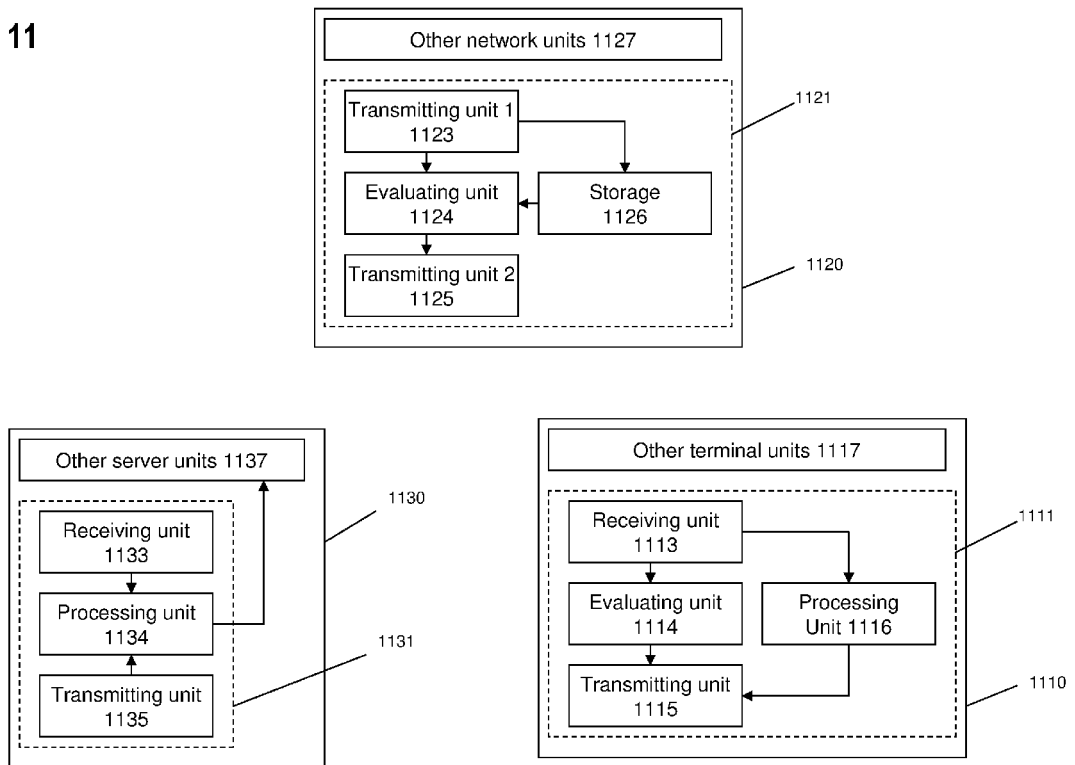 11
Other network units 1127
Transmitting unit 1
1123
1121
Evaluating unit
1124
Storage
1126
Transmitting unit 2
1125
1120
Other server units 1137
1130
Receiving unit
1133
Processing unit
1134
1131
Transmitting unit
1135
Other terminal units 1117
1111
Receiving unit
1113
Evaluating unit
1114
Processing
Unit 1116
Transmitting unit
1115
1110